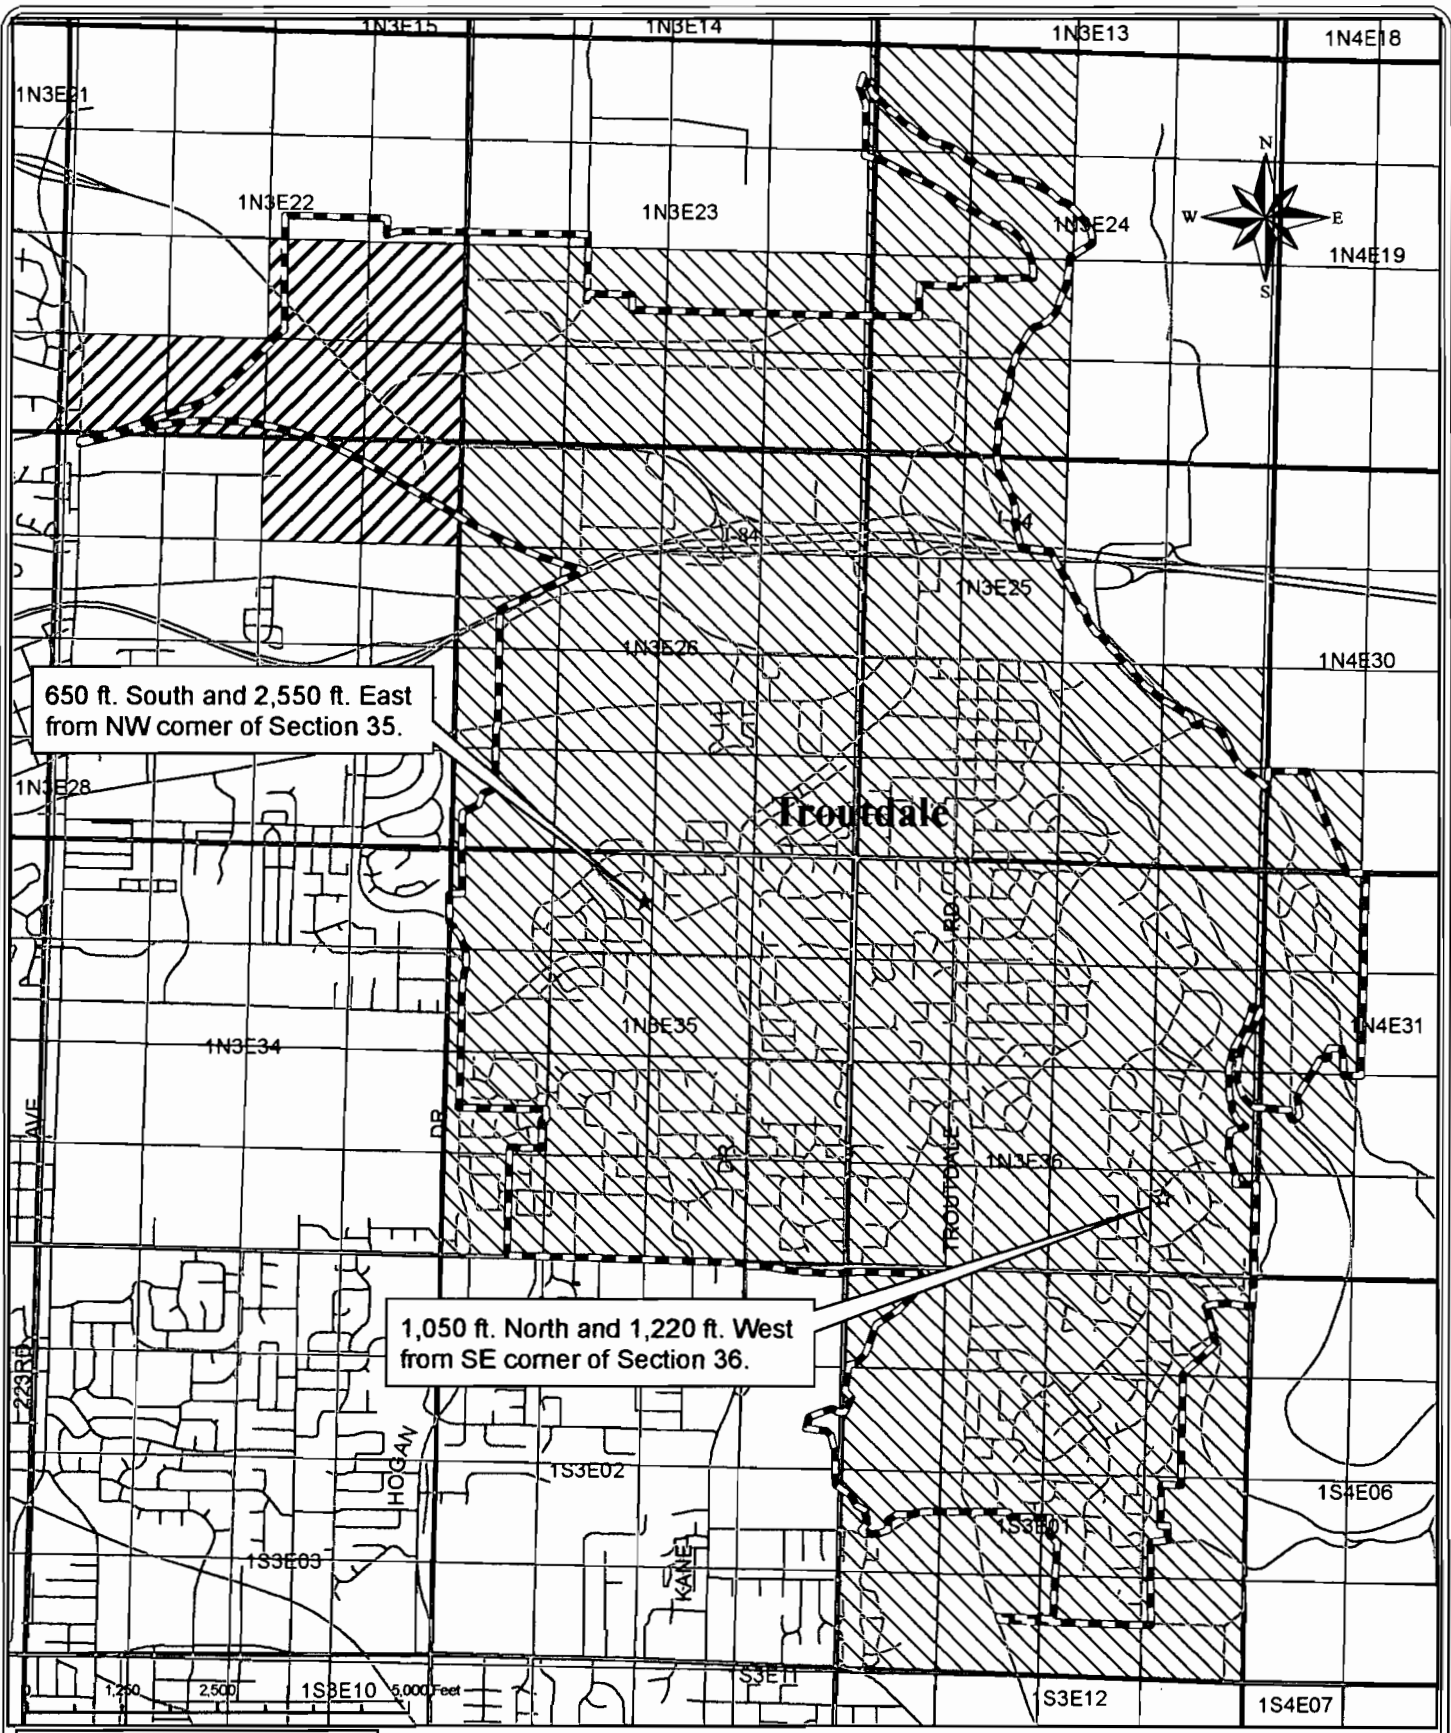 1N3E15
1N3E14
1N3E13
1N4E18
1N3E21
N
1N3E22
1N3E23
W
E
1N3E24
1N4E19
S
I-84
I-84
1N3E25
1N3E26
1N4E30
650 ft. South and 2,550 ft. East
from NW corner of Section 35.
1N3E28
Troutdale
RD
1N3E35
1N4E31
1N3E34
AVE
DR
DR
1N3E36
TROUTDALE
1,050 ft. North and 1,220 ft. West
from SE corner of Section 36.
223RD
HOGAN
1S3E02
1S4E06
1S3E01
1S3E03
KANE
1S3E11
0
1,250
2,500
5,000 Feet
1S3E10
1S3E12
1S4E07